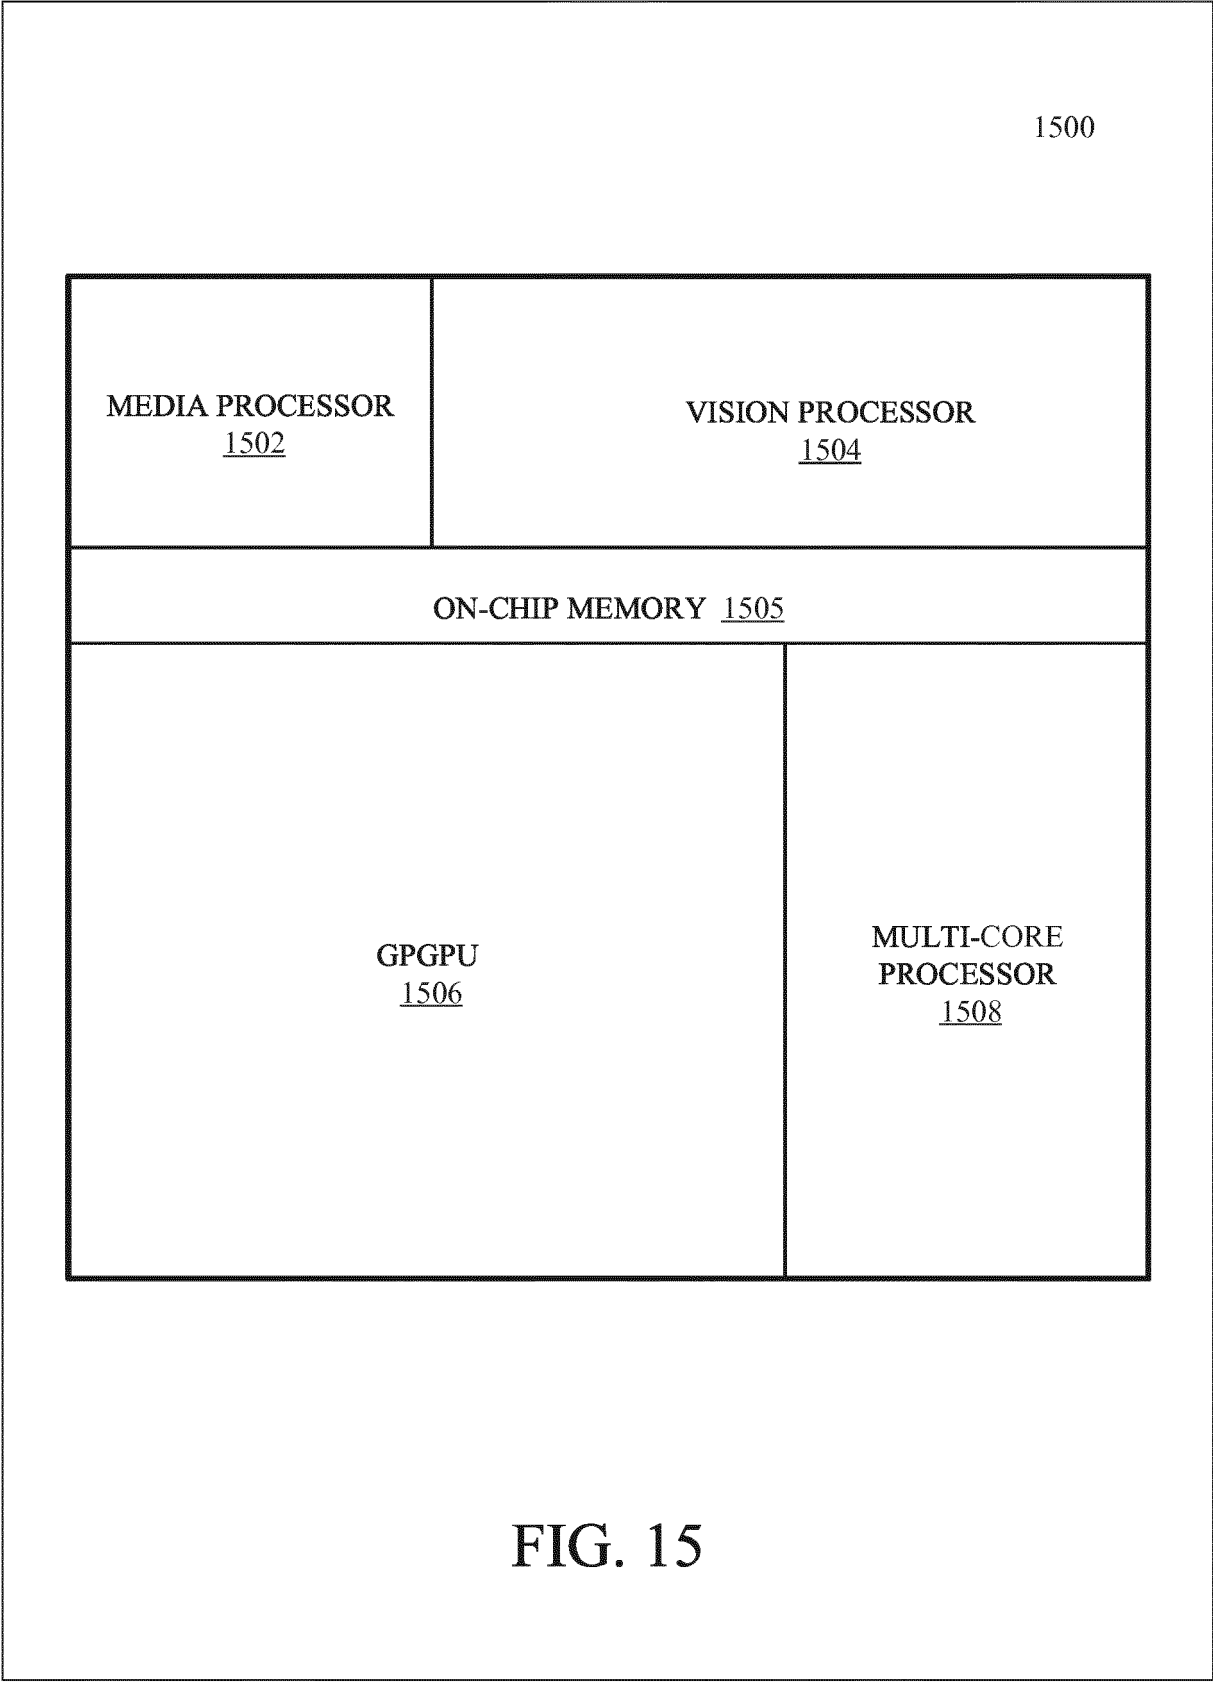 1500
MEDIA PROCESSOR
1502
VISION PROCESSOR
1504
ON-CHIP MEMORY 1505
GPGPU
1506
MULTI-CORE
PROCESSOR
1508
FIG. 15